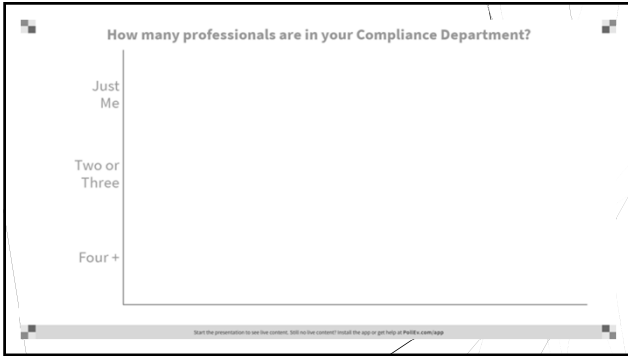 How many professionals are in your Compliance Department?
Just
Me
Two or
Three
Four +
Start the presentation to see live content. Still no live content? Install the app or get help at PollEv.com/app